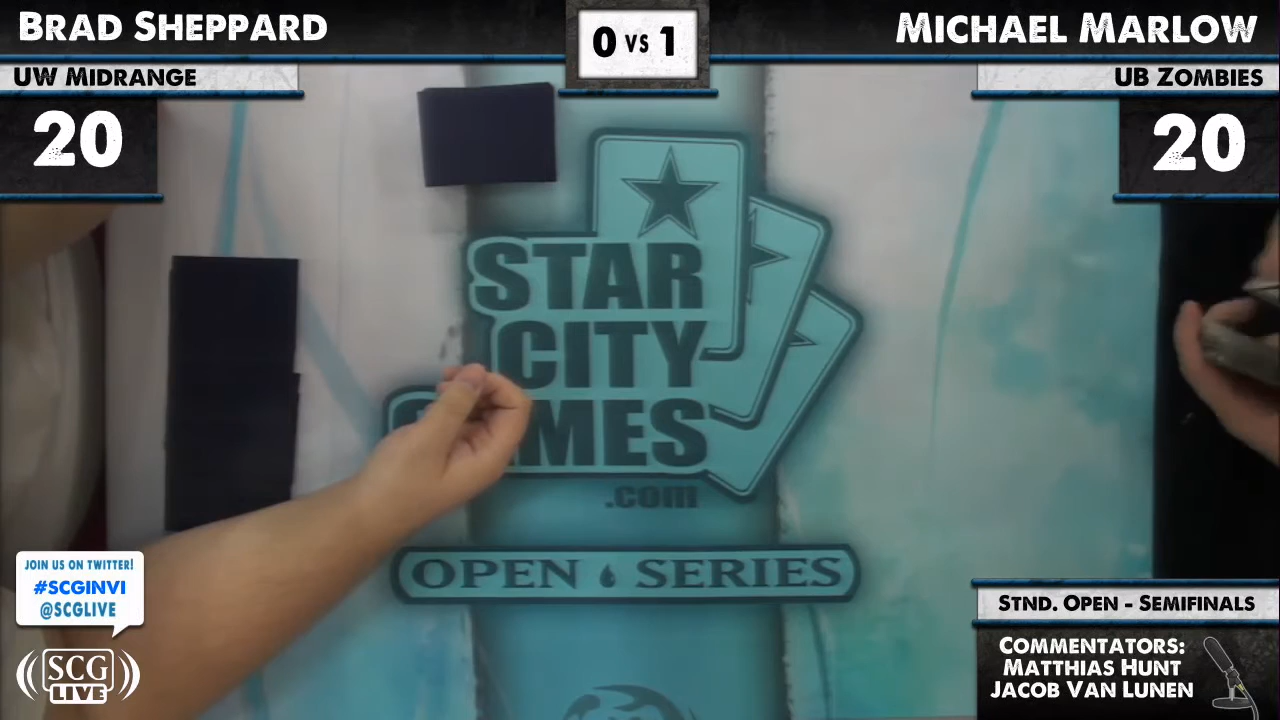 BRAD SHEPPARD
0 VS 1
MICHAEL MARLOW
UW MIDRANGE
UB ZOMBIES
20
20
STAR
CITY
MES
.com
OPEN SERIES
JOIN US ON TWITTER!
#SCGINVI
@SCGLIVE
SCG
LIVE
STND. OPEN - SEMIFINALS
COMMENTATORS:
MATTHIAS HUNT
JACOB VAN LUNEN